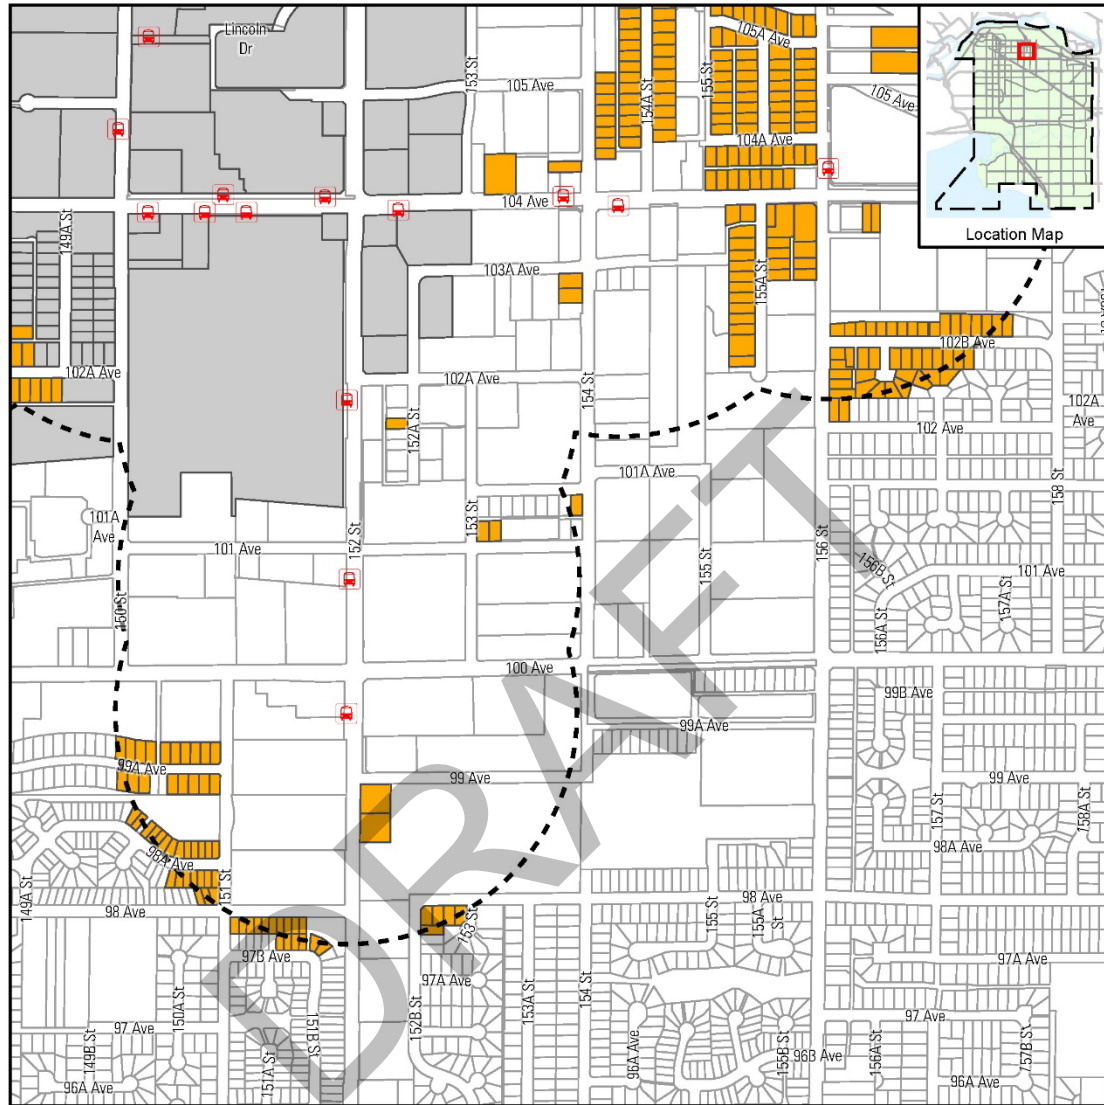 Lincoln
Dr
153 St
105A Ave
155 St
154A St
105 Ave
105 Ave
104A Ave
Location Map
149A St
104 Ave
103A Ave
155A St
102B Ave
102A Ave
102A Ave
154 St
152A St
102 Ave
102A
Ave
101A Ave
158 St
101A
Ave
153 St
101 Ave
152 St
155 St
156 St
156B St
101 Ave
157A St
150 St
156A St
100 Ave
99B Ave
99A Ave
99A Ave
99 Ave
99 Ave
157 St
158A St
98A Ave
98A Ave
149A St
151 St
98 Ave
98 Ave
153 St
155 St
155A
St
97B Ave
97A Ave
97A Ave
150A St
153A St
154 St
97 Ave
152B St
151B St
97 Ave
149B St
96B Ave
155B St
156A St
157B St
96A Ave
151A St
96A Ave
96A Ave
DRAFT